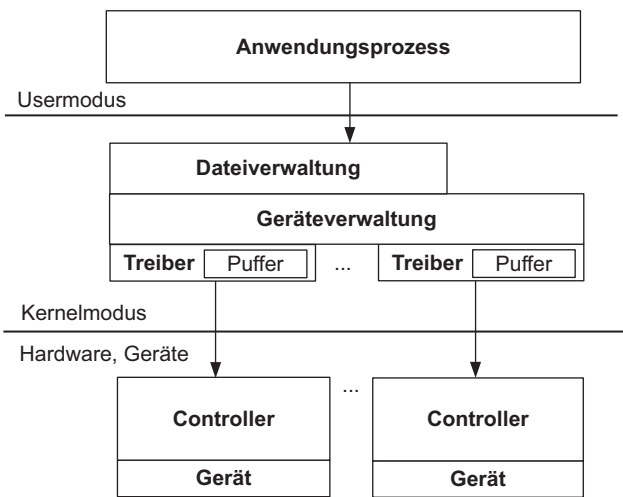 Anwendungsprozess
Usermodus
Dateiverwaltung
Geräteverwaltung
Treiber Puffer ... Treiber Puffer
Kernelmodus
Hardware, Geräte
...
Controller Controller
Gerät Gerät